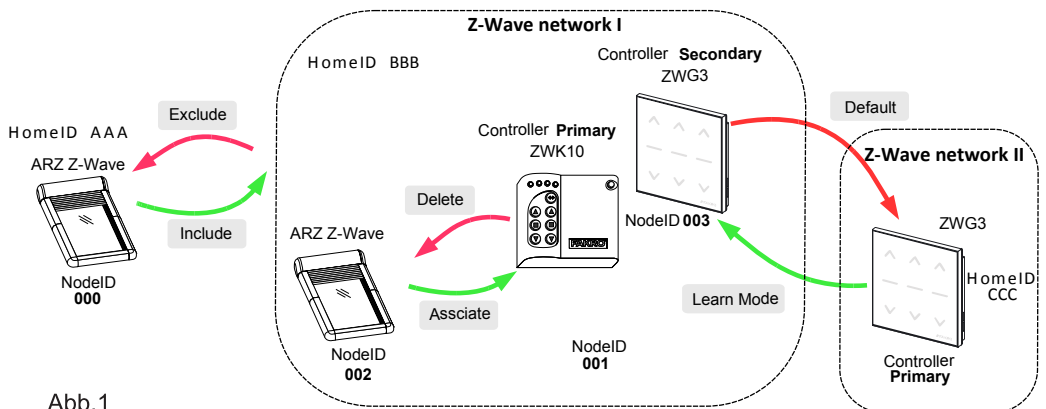 Z-Wave network I
HomeID BBB
Controller Secondary
ZWG3
Exclude
Default
HomeID AAA
ARZ Z-Wave
Controller Primary
ZWK10
Z-Wave network II
Delete
NodeID 003
ZWG3
Include
ARZ Z-Wave
FAKRO
NodeID
000
HomeID
CCC
Learn Mode
Assciate
NodeID
002
NodeID
001
Controller
Primary
Abb.1